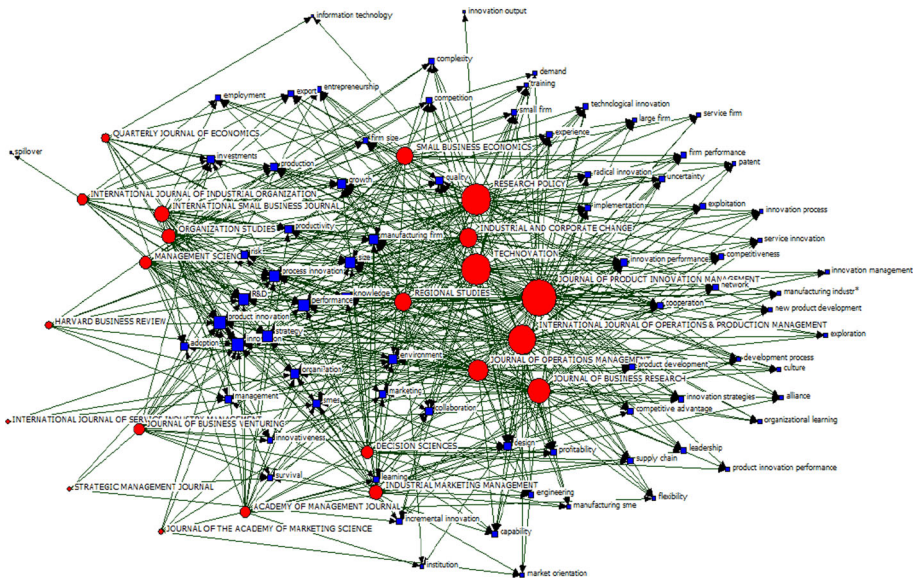 information technology
innovation output
complexity
demand
training
employment
export
entrepreneurship
competition
small firm
technological innovation
large firm
service firm
QUARTERLY JOURNAL OF ECONOMICS
firm size
experience
SMALL BUSINESS ECONOMICS
spillover
investments
production
firm performance
patent
growth
quality
radical innovation
uncertainty
INTERNATIONAL JOURNAL OF INDUSTRIAL ORGANIZATION
RESEARCH POLICY
INTERNATIONAL SMALL BUSINESS JOURNAL
implementation
exploitation
innovation process
ORGANIZATION STUDIES
productivity
manufacturing firm
INDUSTRIAL AND CORPORATE CHANGE
service innovation
MANAGEMENT SCIENCE
risk
size
TECHNOVATION
innovation performance
competitiveness
process innovation
JOURNAL OF PRODUCT INNOVATION MANAGEMENT
innovation management
network
R&D
performance
knowledge
REGIONAL STUDIES
manufacturing industr*
cooperation
new product development
HARVARD BUSINESS REVIEW
product innovation
INTERNATIONAL JOURNAL OF OPERATIONS & PRODUCTION MANAGEMENT
strategy
exploration
adoption
environment
JOURNAL OF OPERATIONS MANAGEMENT
product development
development process
culture
JOURNAL OF BUSINESS RESEARCH
management
smes
marketing
innovation strategies
alliance
collaboration
competitive advantage
INTERNATIONAL JOURNAL OF SERVICE INDUSTRY MANAGEMENT
organizational learning
JOURNAL OF BUSINESS VENTURING
innovativeness
DECISION SCIENCES
design
profitability
leadership
supply chain
product innovation performance
survival
learning
STRATEGIC MANAGEMENT JOURNAL
INDUSTRIAL MARKETING MANAGEMENT
engineering
flexibility
ACADEMY OF MANAGEMENT JOURNAL
manufacturing sme
incremental innovation
JOURNAL OF THE ACADEMY OF MARKETING SCIENCE
capability
institution
market orientation